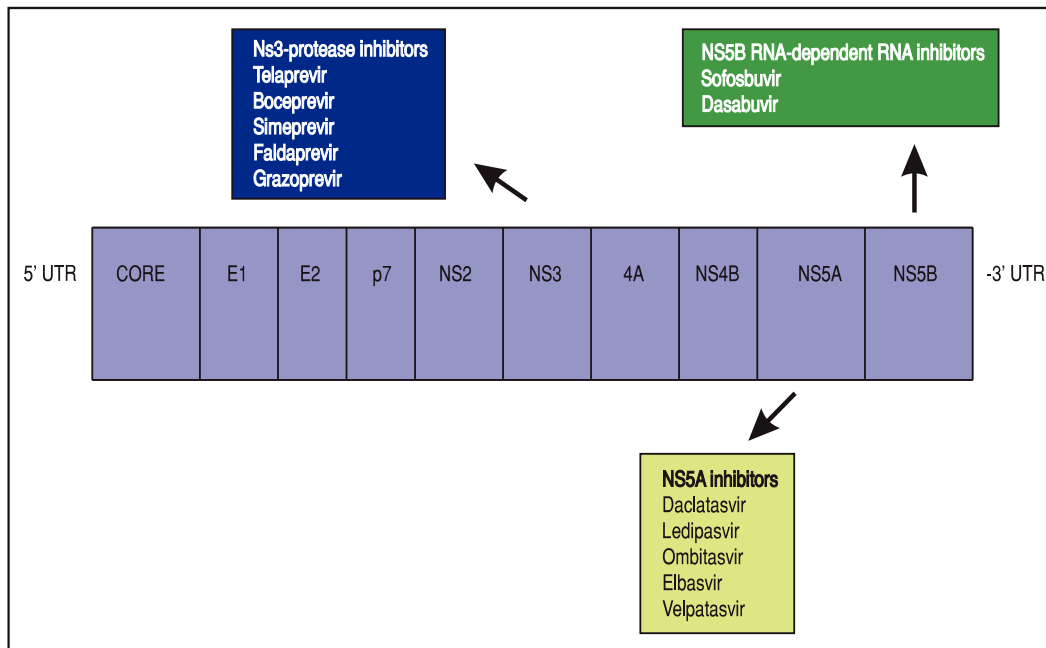 Ns3-protease inhibitors
Telaprevir
Boceprevir
Simeprevir
Faldaprevir
Grazoprevir
NS5B RNA-dependent RNA inhibitors
Sofosbuvir
Dasabuvir
5' UTR CORE E1 E2 p7 NS2 NS3 4A NS4B NS5A NS5B -3' UTR
NS5A inhibitors
Daclatasvir
Ledipasvir
Ombitasvir
Elbasvir
Velpatasvir